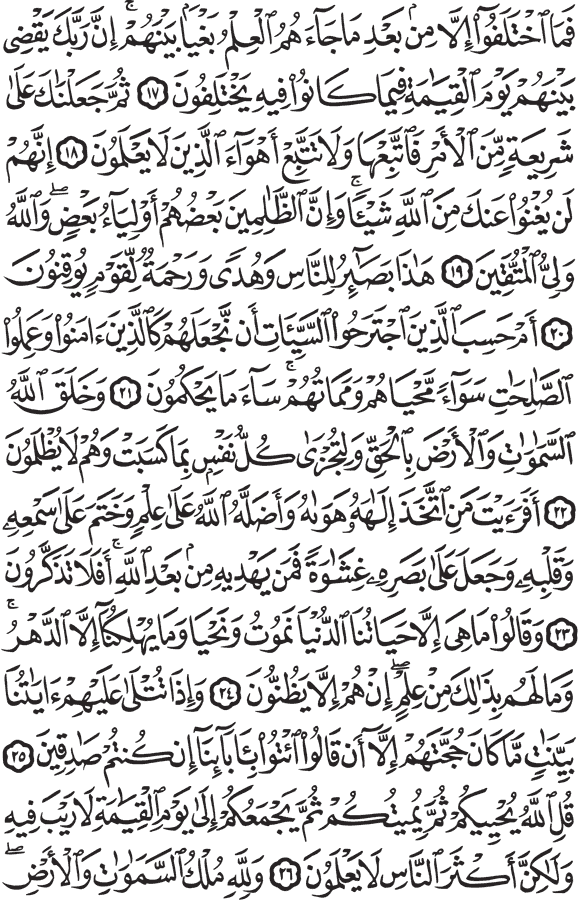 فَمَا ٱخْتَلَفُوٓا۟ إِلَّا مِنۢ بَعْدِ مَا جَآءَهُمُ ٱلْعِلْمُ بَغْيًۢا بَيْنَهُمْ ۚ إِنَّ رَبَّكَ يَقْضِى
بَيْنَهُمْ يَوْمَ ٱلْقِيَٰمَةِ فِيمَا كَانُوا۟ فِيهِ يَخْتَلِفُونَ ١٧ ثُمَّ جَعَلْنَٰكَ عَلَىٰ
شَرِيعَةٍ مِّنَ ٱلْأَمْرِ فَٱتَّبِعْهَا وَلَا تَتَّبِعْ أَهْوَآءَ ٱلَّذِينَ لَا يَعْلَمُونَ ١٨ إِنَّهُمْ
لَن يُغْنُوا۟ عَنكَ مِنَ ٱللَّهِ شَيْـًٔا ۚ وَإِنَّ ٱلظَّٰلِمِينَ بَعْضُهُمْ أَوْلِيَآءُ بَعْضٍ ۖ وَٱللَّهُ
وَلِىُّ ٱلْمُتَّقِينَ ١٩ هَٰذَا بَصَٰٓئِرُ لِلنَّاسِ وَهُدًى وَرَحْمَةٌ لِّقَوْمٍ يُوقِنُونَ
٢٠ أَمْ حَسِبَ ٱلَّذِينَ ٱجْتَرَحُوا۟ ٱلسَّيِّـَٔاتِ أَن نَّجْعَلَهُمْ كَٱلَّذِينَ ءَامَنُوا۟ وَعَمِلُوا۟
ٱلصَّٰلِحَٰتِ سَوَآءً مَّحْيَاهُمْ وَمَمَاتُهُمْ ۚ سَآءَ مَا يَحْكُمُونَ ٢١ وَخَلَقَ ٱللَّهُ
ٱلسَّمَٰوَٰتِ وَٱلْأَرْضَ بِٱلْحَقِّ وَلِتُجْزَىٰ كُلُّ نَفْسٍۭ بِمَا كَسَبَتْ وَهُمْ لَا يُظْلَمُونَ
٢٢ أَفَرَءَيْتَ مَنِ ٱتَّخَذَ إِلَٰهَهُۥ هَوَىٰهُ وَأَضَلَّهُ ٱللَّهُ عَلَىٰ عِلْمٍ وَخَتَمَ عَلَىٰ سَمْعِهِۦ
وَقَلْبِهِۦ وَجَعَلَ عَلَىٰ بَصَرِهِۦ غِشَٰوَةً فَمَن يَهْدِيهِ مِنۢ بَعْدِ ٱللَّهِ ۚ أَفَلَا تَذَكَّرُونَ
٢٣ وَقَالُوا۟ مَا هِىَ إِلَّا حَيَاتُنَا ٱلدُّنْيَا نَمُوتُ وَنَحْيَا وَمَا يُهْلِكُنَآ إِلَّا ٱلدَّهْرُ ۚ
وَمَا لَهُم بِذَٰلِكَ مِنْ عِلْمٍ ۖ إِنْ هُمْ إِلَّا يَظُنُّونَ ٢٤ وَإِذَا تُتْلَىٰ عَلَيْهِمْ ءَايَٰتُنَا
بَيِّنَٰتٍ مَّا كَانَ حُجَّتَهُمْ إِلَّآ أَن قَالُوا۟ ٱئْتُوا۟ بِـَٔابَآئِنَآ إِن كُنتُمْ صَٰدِقِينَ ٢٥
قُلِ ٱللَّهُ يُحْيِيكُمْ ثُمَّ يُمِيتُكُمْ ثُمَّ يَجْمَعُكُمْ إِلَىٰ يَوْمِ ٱلْقِيَٰمَةِ لَا رَيْبَ فِيهِ
وَلَٰكِنَّ أَكْثَرَ ٱلنَّاسِ لَا يَعْلَمُونَ ٢٦ وَلِلَّهِ مُلْكُ ٱلسَّمَٰوَٰتِ وَٱلْأَرْضِ ۖ